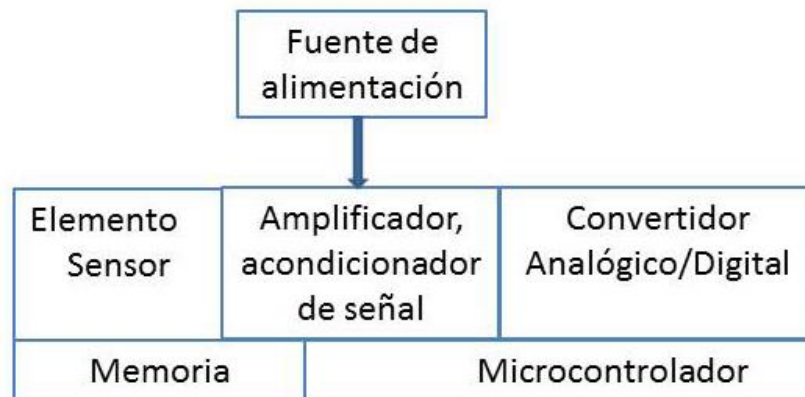 Fuente de
alimentación
Elemento
Sensor
Amplificador,
acondicionador
de señal
Convertidor
Analógico/Digital
Memoria
Microcontrolador